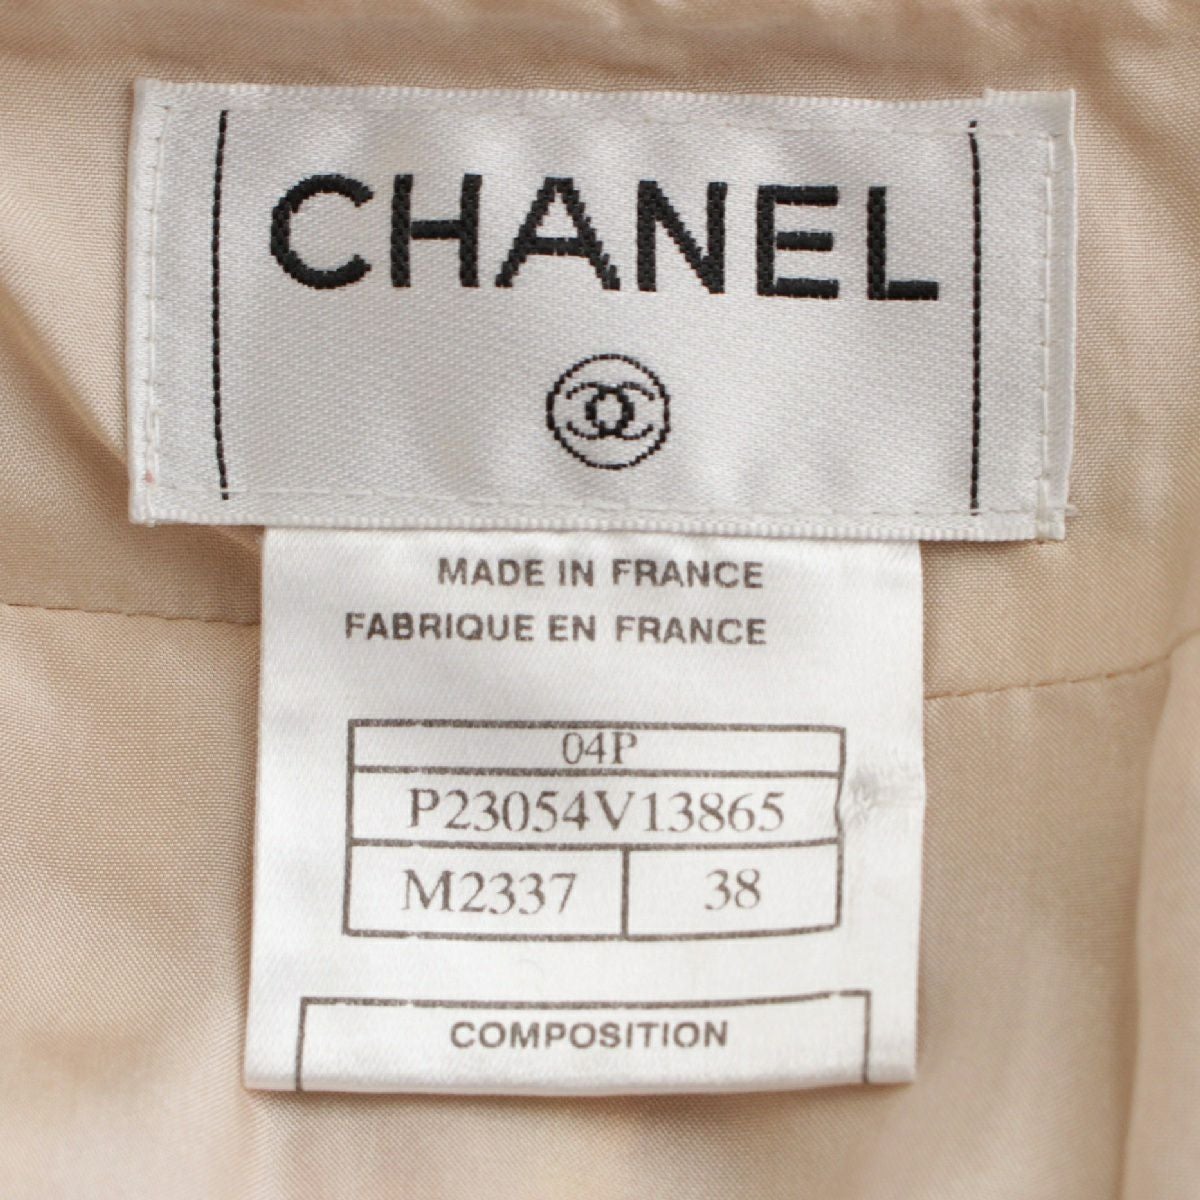 CHANEL
MADE IN FRANCE
FABRIQUE EN FRANCE
04P
P23054V13865
M2337 38
COMPOSITION